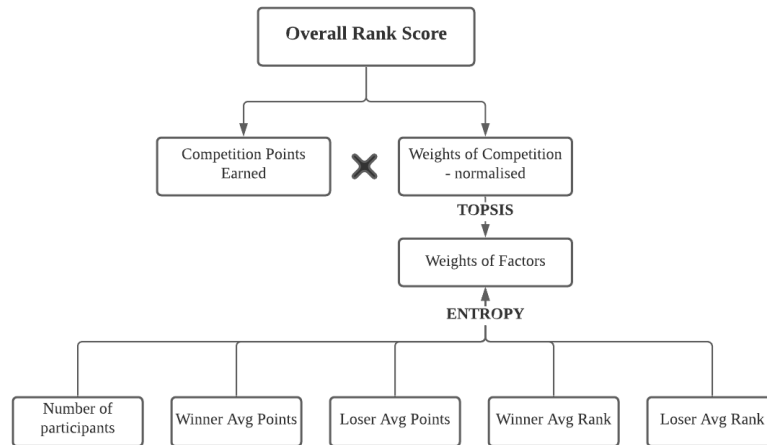 Overall Rank Score
Competition Points
Earned
Weights of Competition
- normalised
TOPSIS
Weights of Factors
ENTROPY
Number of
participants
Winner Avg Points
Loser Avg Points
Winner Avg Rank
Loser Avg Rank